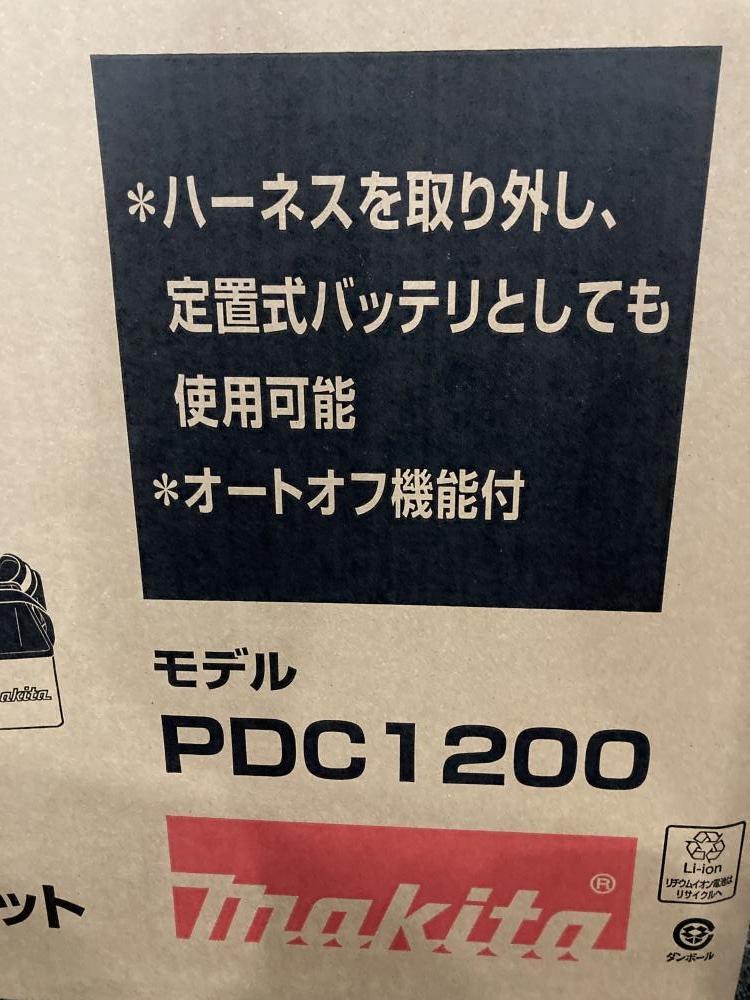 *ハーネスを取り外し、
定置式バッテリとしても
使用可能
*オートオフ機能付
akita
モデル
PDC1200
makita®
Li-ion
リチウムイオン電池は
リサイクルへ
ダンボール
ット